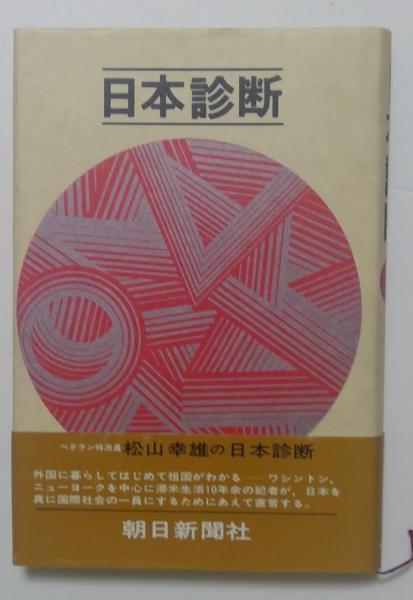 日本診断
ベテラン特派員 松山幸雄の日本診断
外国に暮らしてはじめて祖国がわかる――ワシントン,
ニューヨークを中心に滞米生活10年余の記者が、日本を
真に国際社会の一員にするためにあえて直言する。
朝日新聞社